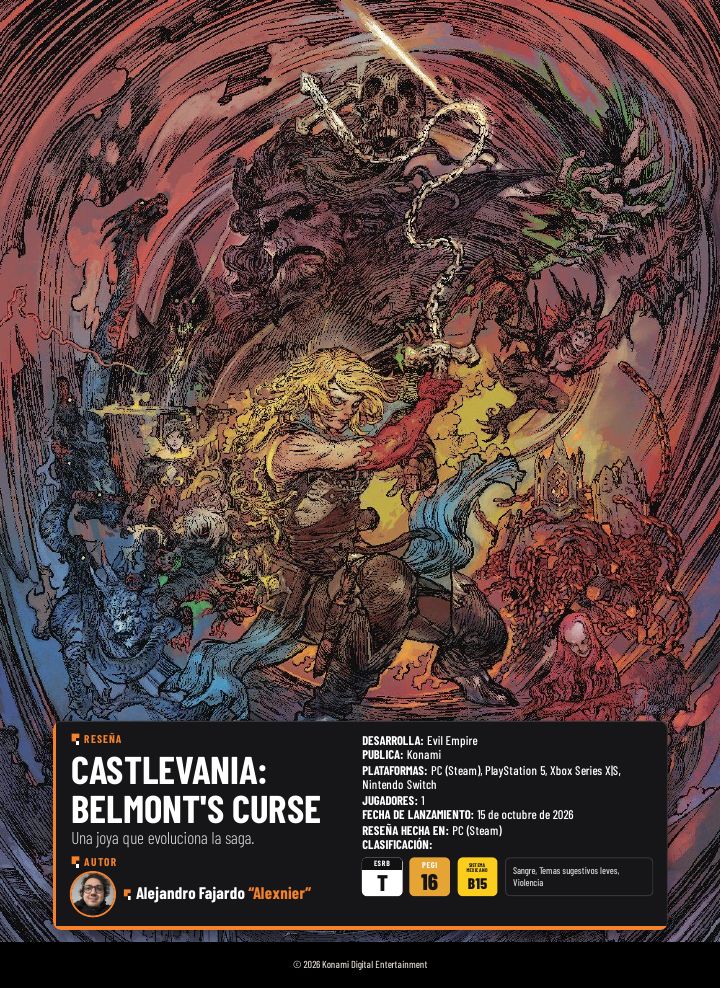 RESEÑA
CASTLEVANIA:
BELMONT'S CURSE
Una joya que evoluciona la saga.
AUTOR
Alejandro Fajardo “Alexnier”
DESARROLLA: Evil Empire
PUBLICA: Konami
PLATAFORMAS: PC (Steam), PlayStation 5, Xbox Series X|S,
Nintendo Switch
JUGADORES: 1
FECHA DE LANZAMIENTO: 15 de octubre de 2026
RESEÑA HECHA EN: PC (Steam)
CLASIFICACIÓN:
ESRB
T
PEGI
16
SISTEMA
MEXICANO
B15
Sangre, Temas sugestivos leves,
Violencia
© 2026 Konami Digital Entertainment